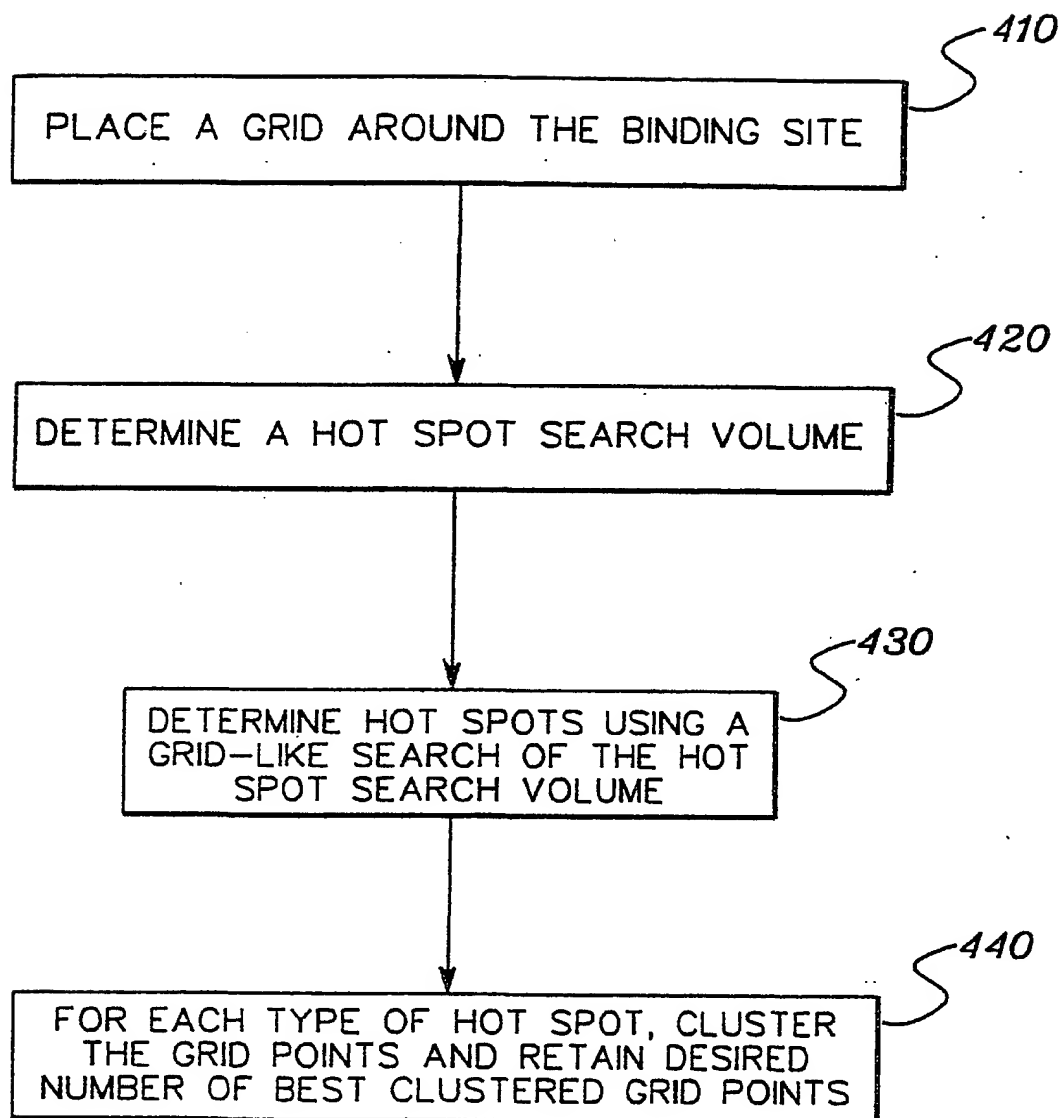 410
PLACE A GRID AROUND THE BINDING SITE
420
DETERMINE A HOT SPOT SEARCH VOLUME
430
DETERMINE HOT SPOTS USING A
GRID-LIKE SEARCH OF THE HOT
SPOT SEARCH VOLUME
440
FOR EACH TYPE OF HOT SPOT, CLUSTER
THE GRID POINTS AND RETAIN DESIRED
NUMBER OF BEST CLUSTERED GRID POINTS